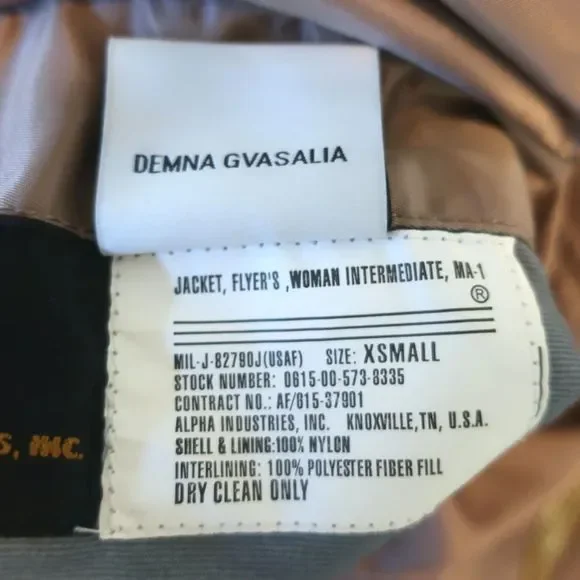 DEMNA GVASALIA
JACKET, FLYER'S ,WOMAN INTERMEDIATE, MA-1
®
MIL-J-82790J(USAF) SIZE: XSMALL
STOCK NUMBER: 0615-00-573-8335
CONTRACT NO.: AF/615-37901
ALPHA INDUSTRIES, INC. KNOXVILLE,TN, U.S.A.
SHELL & LINING:100% NYLON
INTERLINING: 100% POLYESTER FIBER FILL
DRY CLEAN ONLY
S, INC.